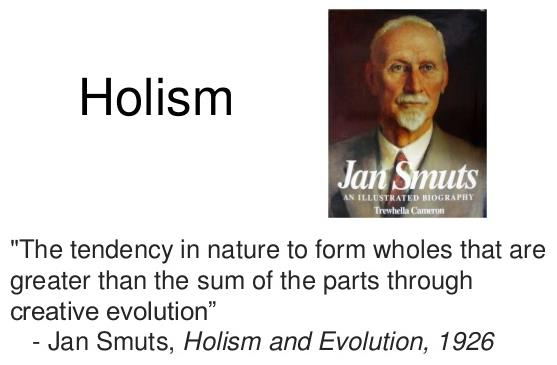 Holism
Jan Smuts
AN ILLUSTRATED BIOGRAPHY
Trewhella Cameron
"The tendency in nature to form wholes that are
greater than the sum of the parts through
creative evolution”
- Jan Smuts, Holism and Evolution, 1926